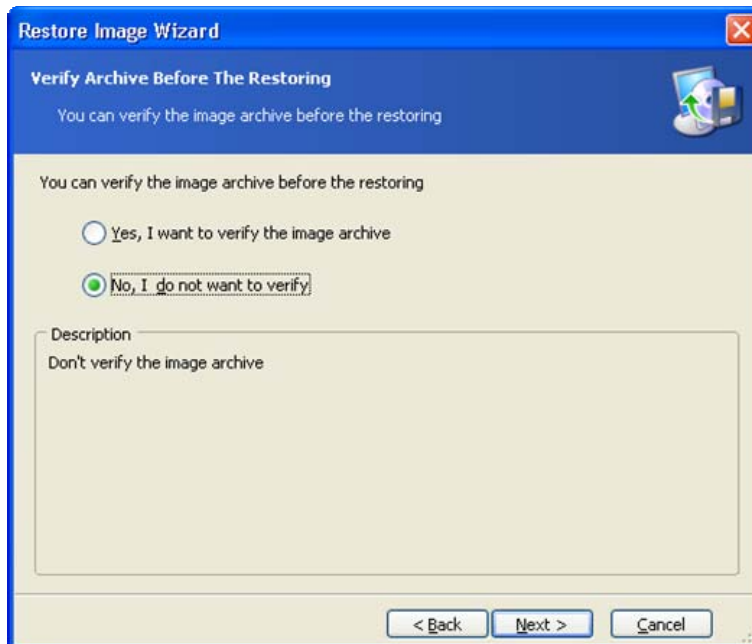 Restore Image Wizard
Verify Archive Before The Restoring
You can verify the image archive before the restoring
You can verify the image archive before the restoring
Yes, I want to verify the image archive
No, I do not want to verify
Description
Don't verify the image archive
< Back Next > Cancel